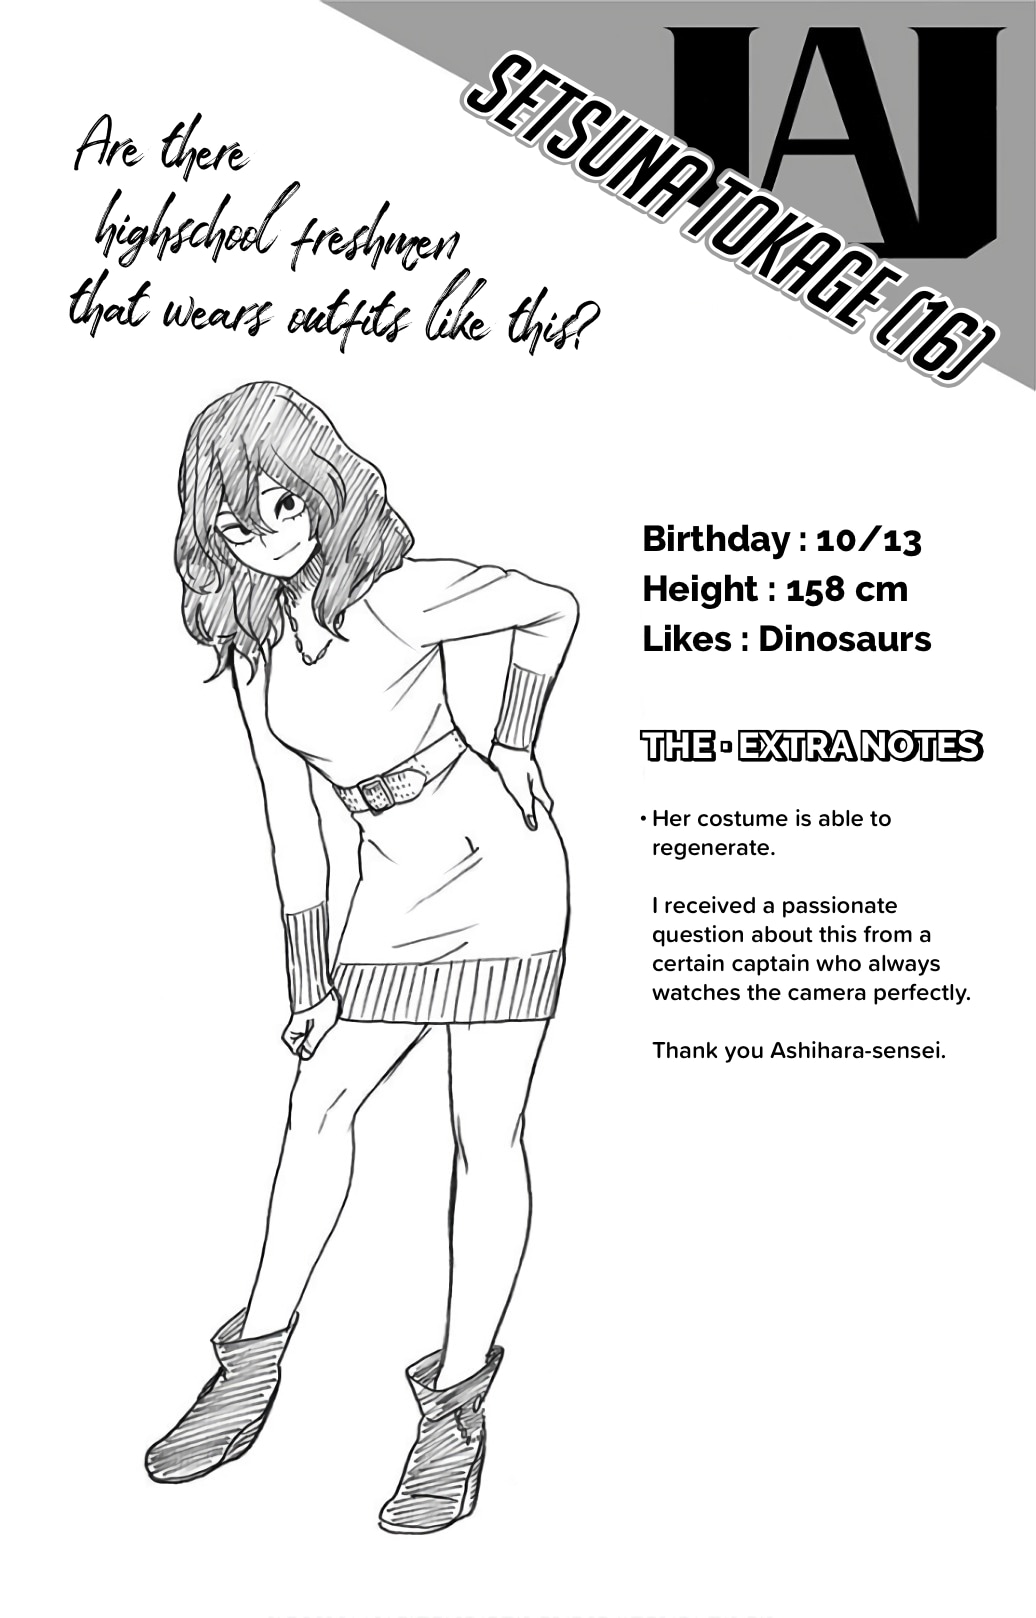 UA
SETSUNA TOKAGE (16)
Are there
highschool freshmen
that wears outfits like this?
Birthday : 10/13
Height : 158 cm
Likes : Dinosaurs
THE • EXTRA NOTES
• Her costume is able to
regenerate.
I received a passionate
question about this from a
certain captain who always
watches the camera perfectly.
Thank you Ashihara-sensei.